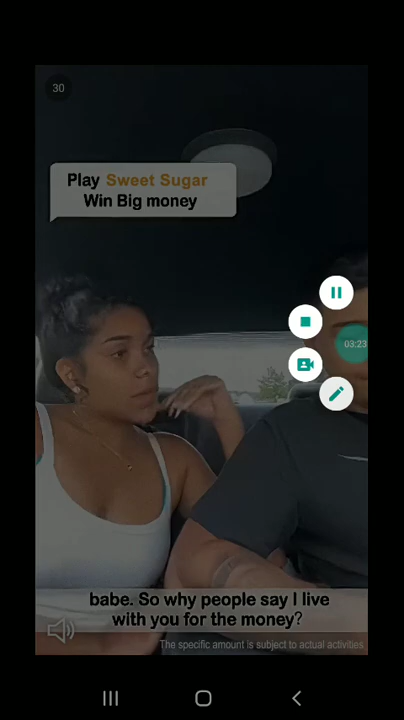 30
Play Sweet Sugar
Win Big money
03:23
babe. So why people say I live
with you for the money?
The specific amount is subject to actual activities